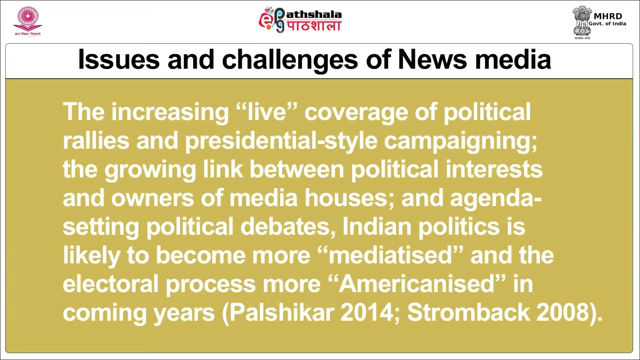 ePathshala
पाठशाला
MHRD
Govt. of India
Issues and challenges of News media
The increasing “live” coverage of political
rallies and presidential-style campaigning;
the growing link between political interests
and owners of media houses; and agenda-
setting political debates, Indian politics is
likely to become more “mediatised” and the
electoral process more “Americanised” in
coming years (Palshikar 2014; Stromback 2008).